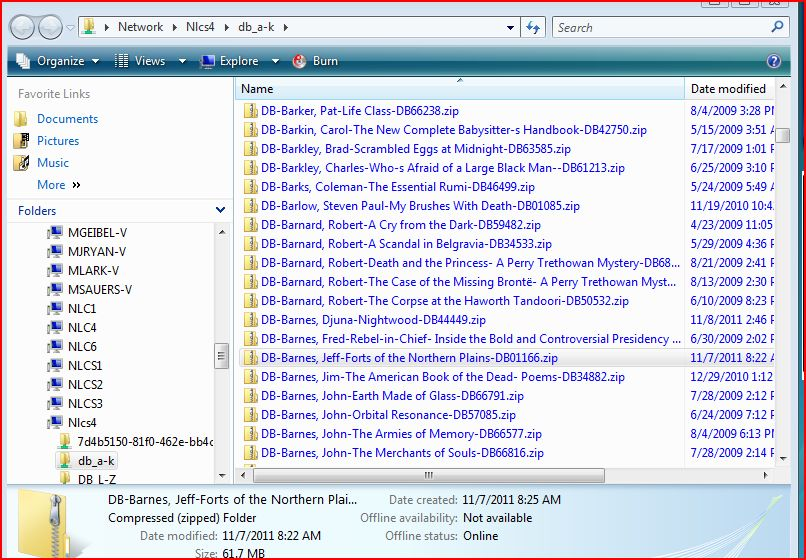 Network Nlcs4 db_a-k Search
Organize Views Explore Burn
Favorite Links
Documents
Pictures
Music
More
Folders
MGEIBEL-V
MJRYAN-V
MLARK-V
MSAUERS-V
NLC1
NLC4
NLC6
NLCS1
NLCS2
NLCS3
Nlcs4
7d4b5150-81f0-462e-bb4c
db_a-k
DB_L-Z
Name Date modified
DB-Barker, Pat-Life Class-DB66238.zip 8/4/2009 3:28 P
DB-Barkin, Carol-The New Complete Babysitter-s Handbook-DB42750.zip 5/15/2009 3:51 A
DB-Barkley, Brad-Scrambled Eggs at Midnight-DB63585.zip 7/17/2009 1:01 P
DB-Barkley, Charles-Who-s Afraid of a Large Black Man--DB61213.zip 6/25/2009 3:10 P
DB-Barks, Coleman-The Essential Rumi-DB46499.zip 5/24/2009 5:49 A
DB-Barlow, Steven Paul-My Brushes With Death-DB01085.zip 11/19/2010 10:4
DB-Barnard, Robert-A Cry from the Dark-DB59482.zip 4/23/2009 11:05
DB-Barnard, Robert-A Scandal in Belgravia-DB34533.zip 5/29/2009 4:36 P
DB-Barnard, Robert-Death and the Princess- A Perry Trethowan Mystery-DB68... 8/21/2009 2:41 P
DB-Barnard, Robert-The Case of the Missing Brontë- A Perry Trethowan Myst... 8/13/2009 2:30 P
DB-Barnard, Robert-The Corpse at the Haworth Tandoori-DB50532.zip 6/10/2009 8:23 P
DB-Barnes, Djuna-Nightwood-DB44449.zip 11/8/2011 2:46 P
DB-Barnes, Fred-Rebel-in-Chief- Inside the Bold and Controversial Presidency ... 6/30/2009 2:02 P
DB-Barnes, Jeff-Forts of the Northern Plains-DB01166.zip 11/7/2011 8:22 A
DB-Barnes, Jim-The American Book of the Dead- Poems-DB34882.zip 12/29/2010 1:12
DB-Barnes, John-Earth Made of Glass-DB66791.zip 7/28/2009 2:12 P
DB-Barnes, John-Orbital Resonance-DB57085.zip 6/24/2009 7:12 P
DB-Barnes, John-The Armies of Memory-DB66577.zip 8/4/2009 6:13 P
DB-Barnes, John-The Merchants of Souls-DB66816.zip 7/28/2009 2:14 P
DB-Barnes, Jeff-Forts of the Northern Plai... Date created: 11/7/2011 8:25 AM
Compressed (zipped) Folder Offline availability: Not available
Date modified: 11/7/2011 8:22 AM Offline status: Online
Size: 61.7 MB